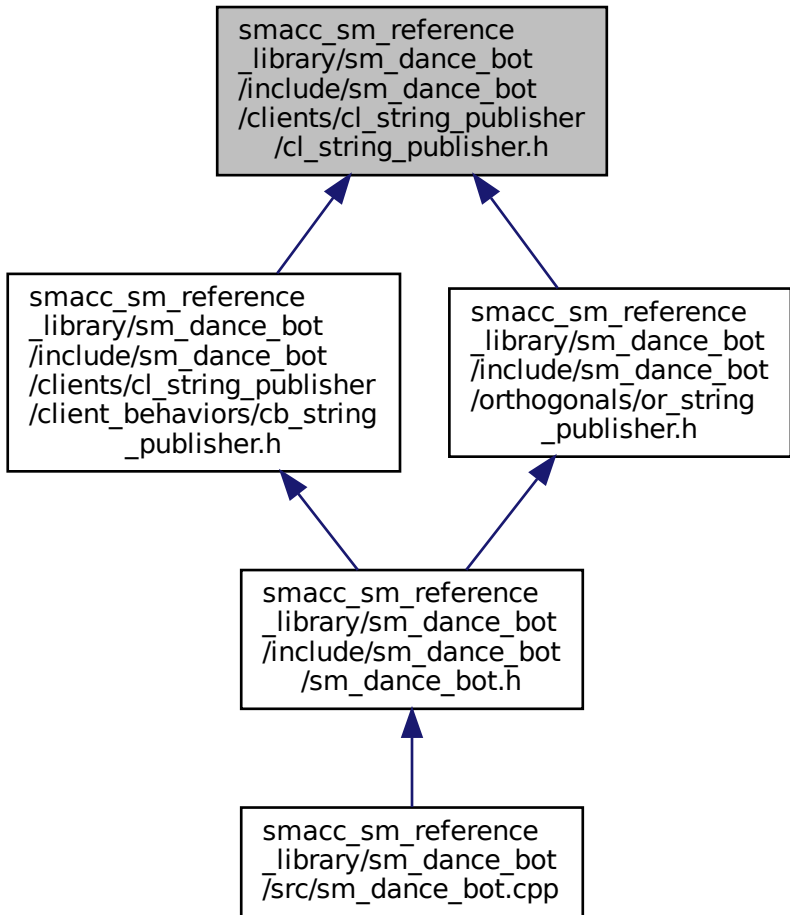 smacc_sm_reference
_library/sm_dance_bot
/include/sm_dance_bot
/clients/cl_string_publisher
/cl_string_publisher.h
smacc_sm_reference
_library/sm_dance_bot
/include/sm_dance_bot
/clients/cl_string_publisher
/client_behaviors/cb_string
_publisher.h
smacc_sm_reference
_library/sm_dance_bot
/include/sm_dance_bot
/orthogonals/or_string
_publisher.h
smacc_sm_reference
_library/sm_dance_bot
/include/sm_dance_bot
/sm_dance_bot.h
smacc_sm_reference
_library/sm_dance_bot
/src/sm_dance_bot.cpp